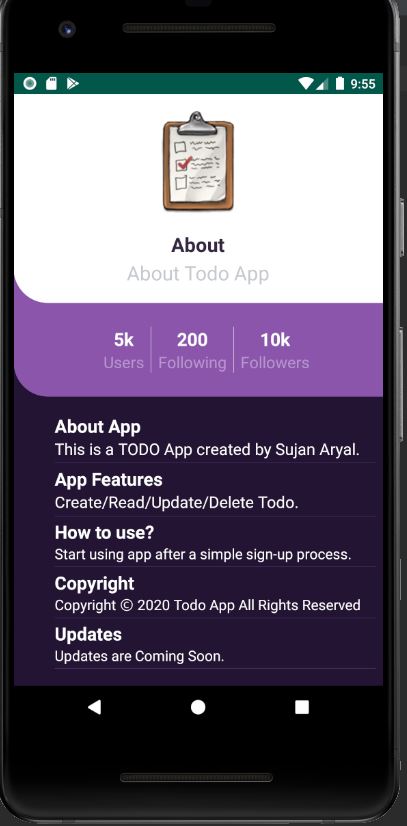 9:55
About
About Todo App
5k 200 10k
Users Following Followers
About App
This is a TODO App created by Sujan Aryal.
App Features
Create/Read/Update/Delete Todo.
How to use?
Start using app after a simple sign-up process.
Copyright
Copyright © 2020 Todo App All Rights Reserved
Updates
Updates are Coming Soon.